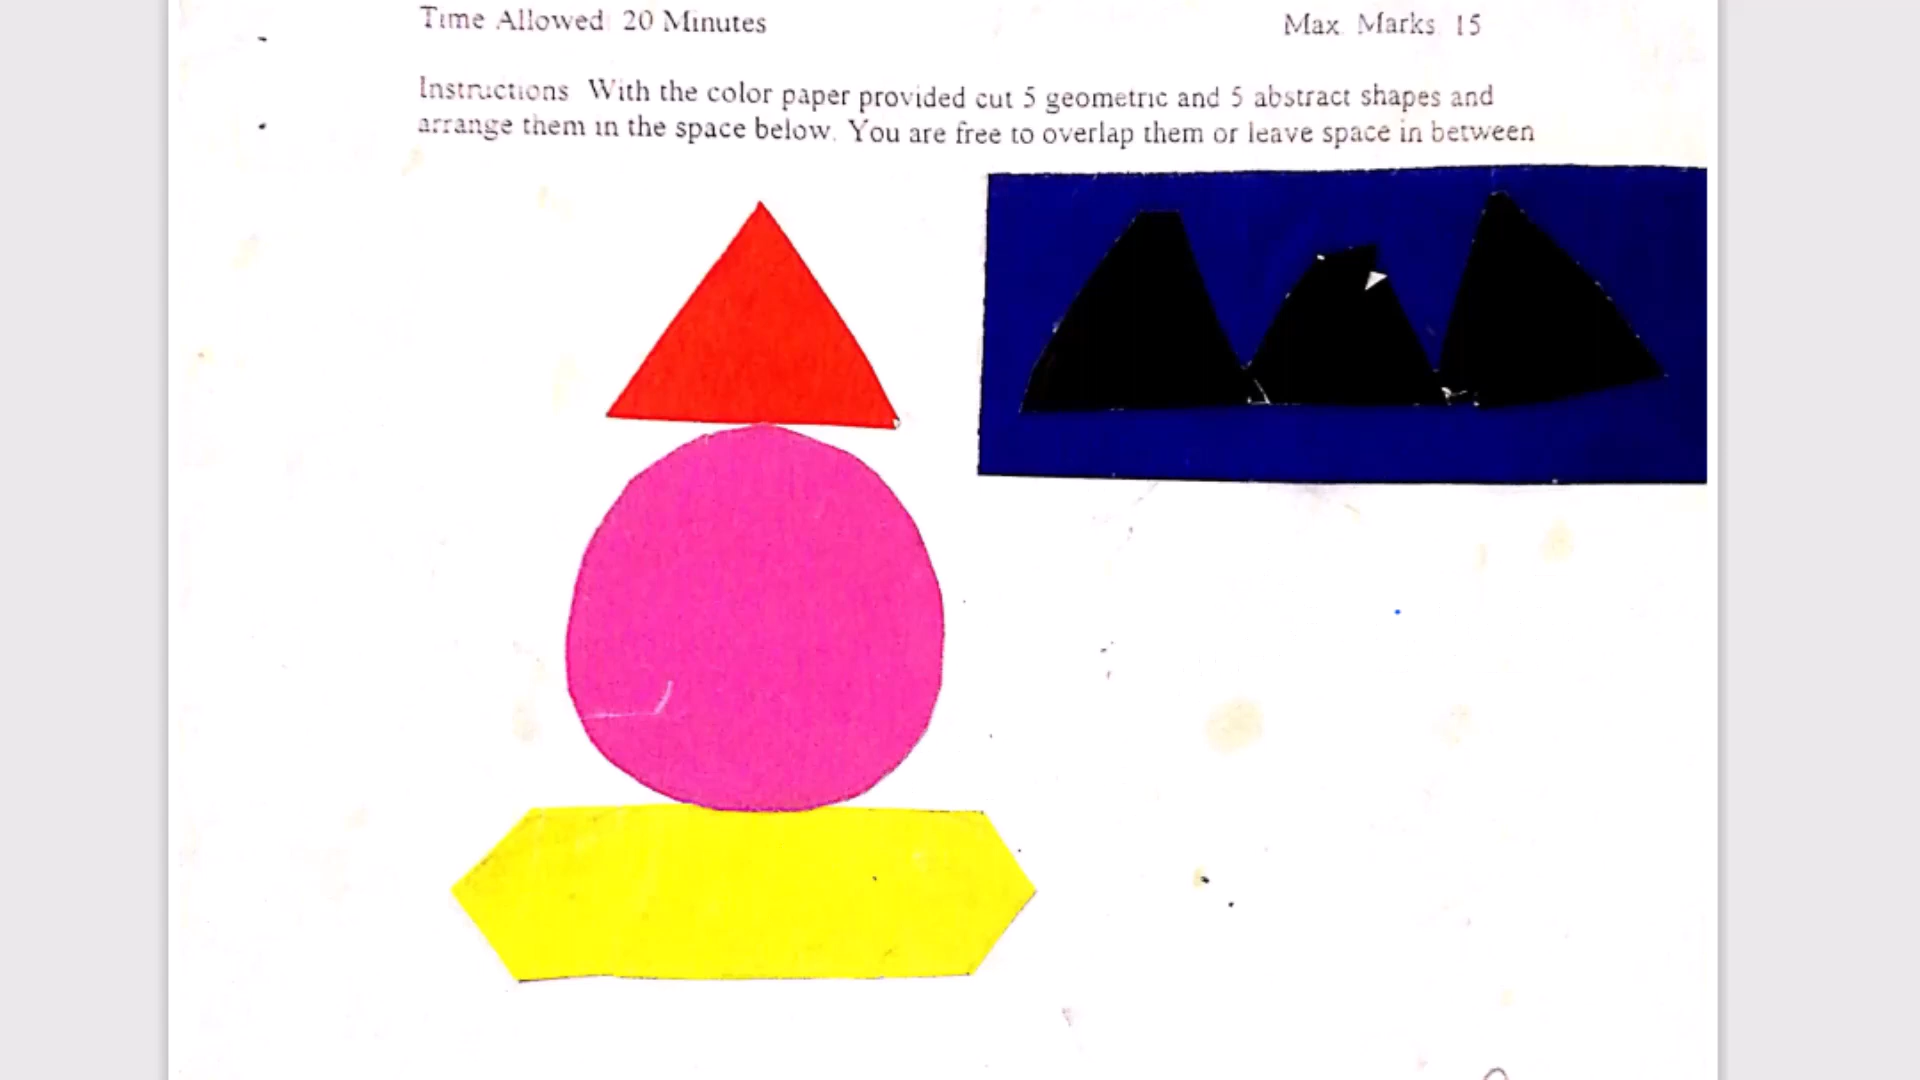 Time Allowed 20 Minutes
Max. Marks 15
Instructions With the color paper provided cut 5 geometric and 5 abstract shapes and
arrange them in the space below. You are free to overlap them or leave space in between